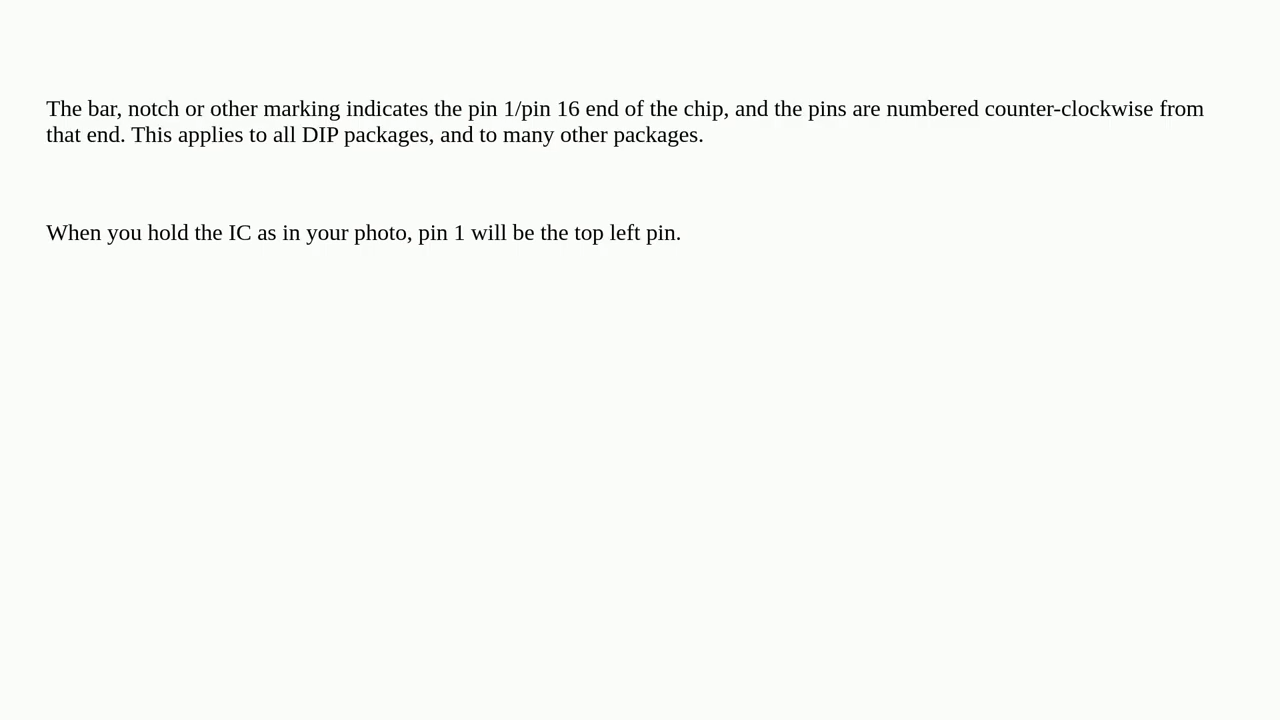 The bar, notch or other marking indicates the pin 1/pin 16 end of the chip, and the pins are numbered counter-clockwise from
that end. This applies to all DIP packages, and to many other packages.
When you hold the IC as in your photo, pin 1 will be the top left pin.